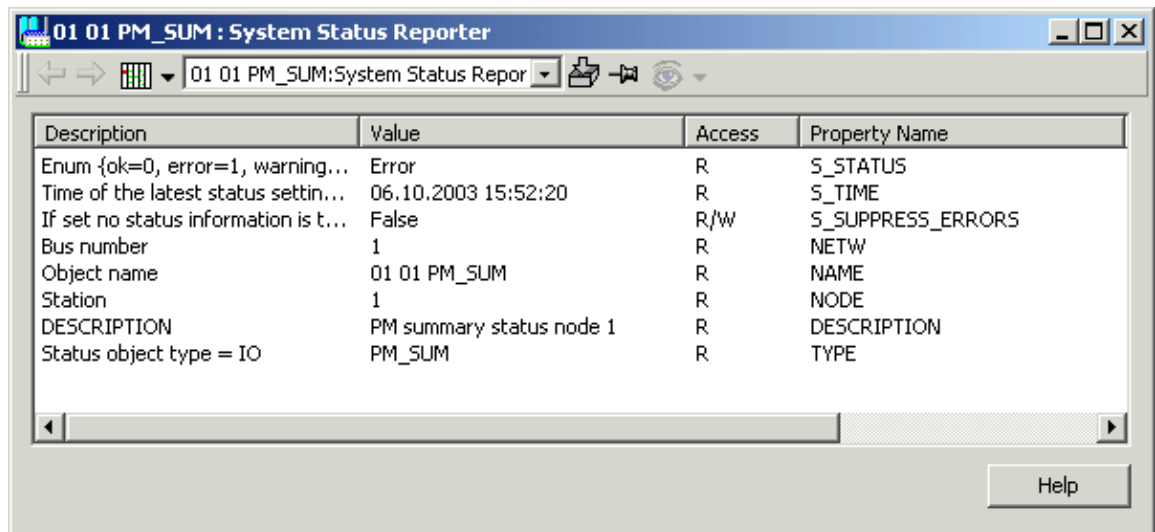 01 01 PM_SUM : System Status Reporter
01 01 PM_SUM:System Status Repor
Description Value Access Property Name
Enum {ok=0, error=1, warning... Error R S_STATUS
Time of the latest status settin... 06.10.2003 15:52:20 R S_TIME
If set no status information is t... False R/W S_SUPPRESS_ERRORS
Bus number 1 R NETW
Object name 01 01 PM_SUM R NAME
Station 1 R NODE
DESCRIPTION PM summary status node 1 R DESCRIPTION
Status object type = IO PM_SUM R TYPE
Help